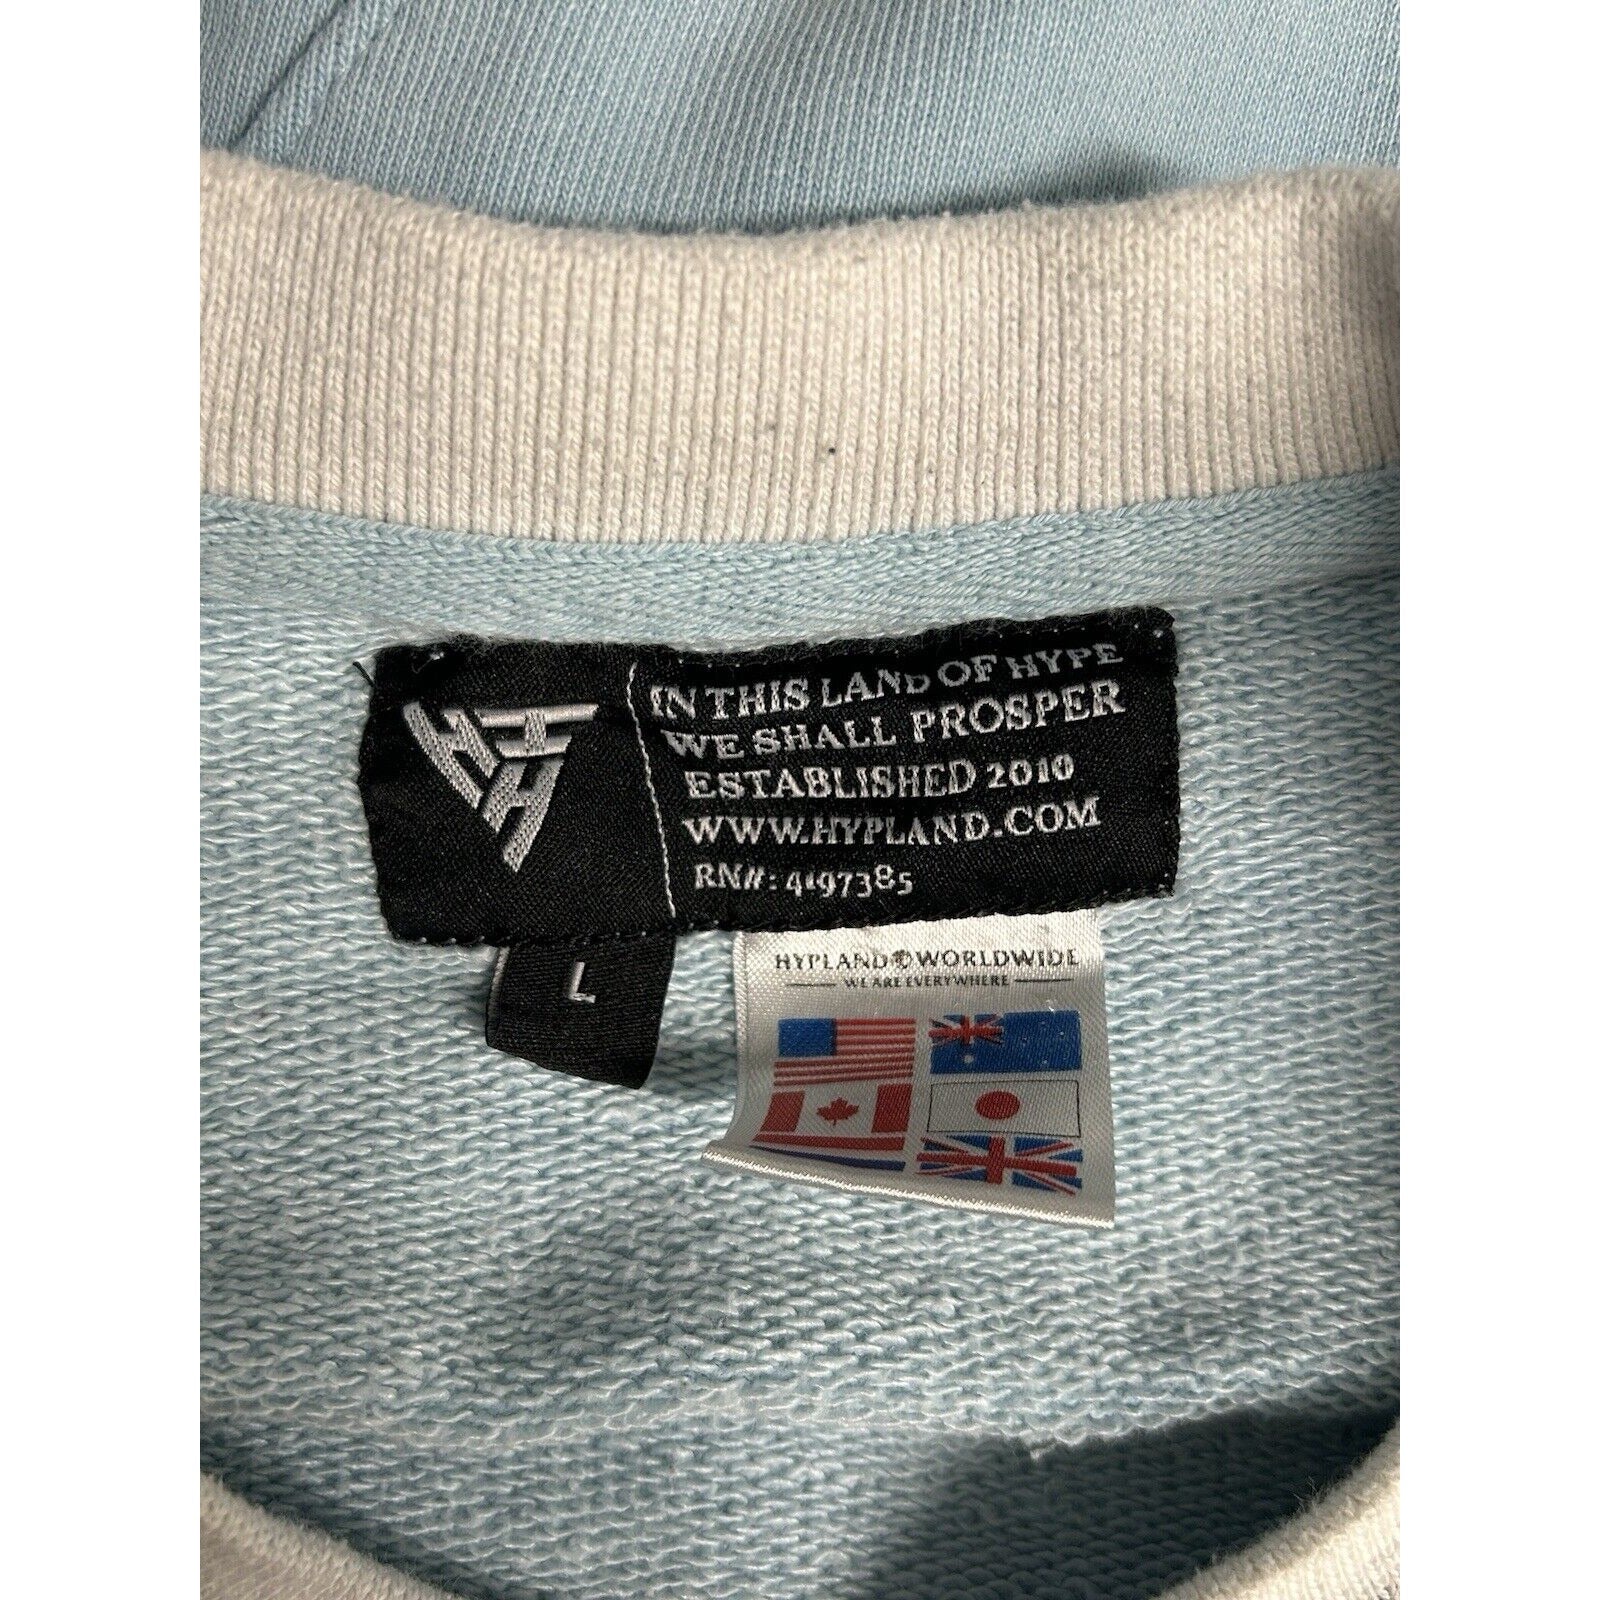 IN THIS LAND OF HYPE
WE SHALL PROSPER
ESTABLISHED 2010
WWW.HYPLAND.COM
RN#: 4197385
L
HYPLAND WORLDWIDE
WE ARE EVERYWHERE